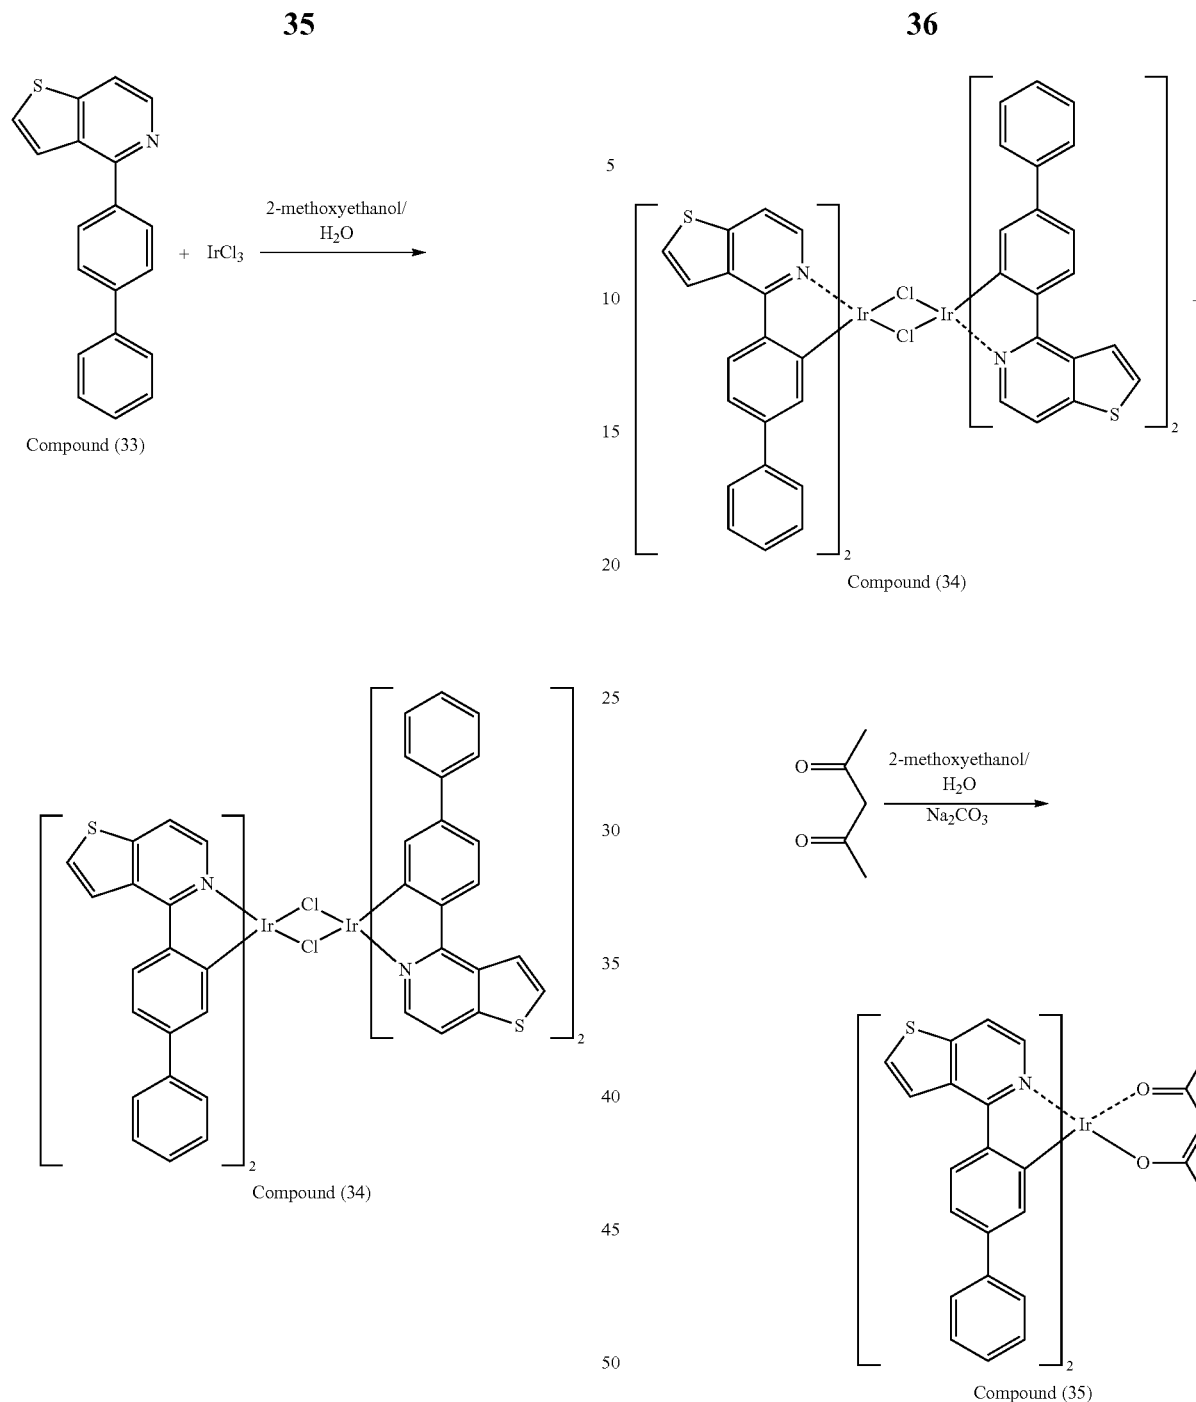 35
36
S
N
+ IrCl3
2-methoxyethanol/
H2O
Compound (33)
5
10
15
20
S
N
Ir
Cl
Cl
Ir
N
S
2
2
Compound (34)
25
30
35
40
45
50
S
N
Ir
Cl
Cl
Ir
N
S
2
2
Compound (34)
O
O
2-methoxyethanol/
H2O
Na2CO3
S
N
Ir
O
O
2
Compound (35)